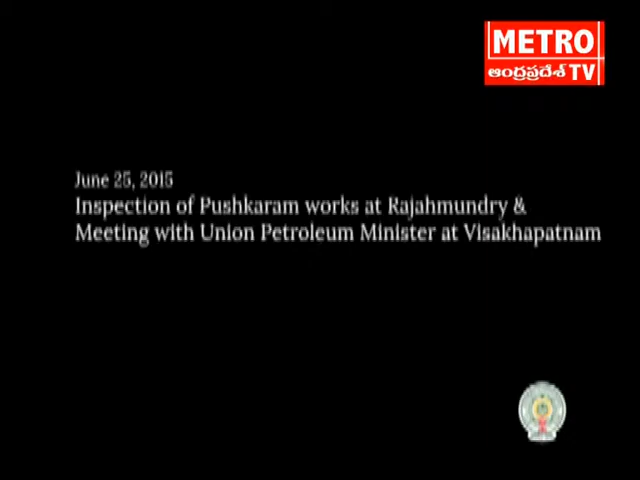 METRO
ఆంధ్రప్రదేశ్ TV
June 25, 2015
Inspection of Pushkaram works at Rajahmundry &
Meeting with Union Petroleum Minister at Visakhapatnam